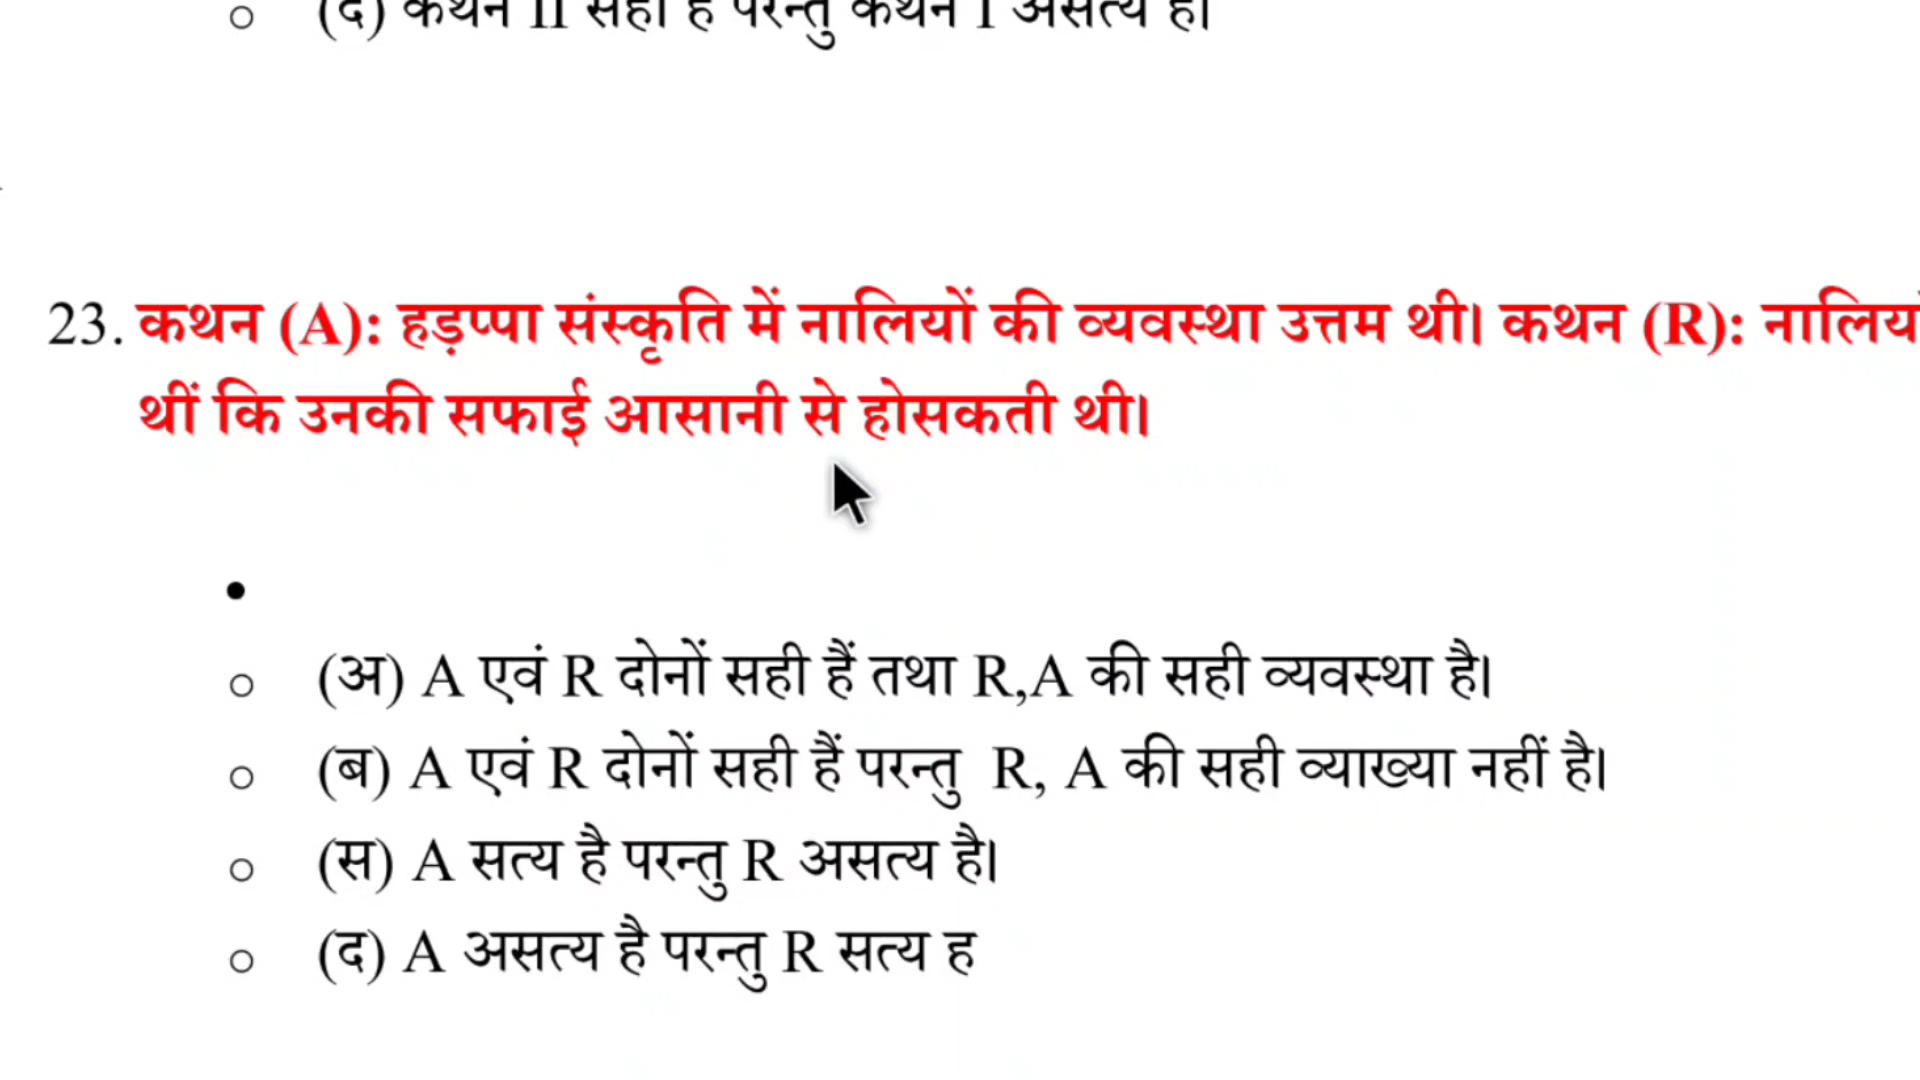 (द) कथन II सही है परन्तु कथन I असत्य है।
23. कथन (A): हड़प्पा संस्कृति में नालियों की व्यवस्था उत्तम थी। कथन (R):
थीं कि उनकी सफाई आसानी से होसकती थी।
(अ) A एवं R दोनों सही हैं तथा R,A की सही व्यवस्था है।
(ब) A एवं R दोनों सही हैं परन्तु R, A की सही व्याख्या नहीं है।
(स) A सत्य है परन्तु R असत्य है।
(द) A असत्य है परन्तु R सत्य ह